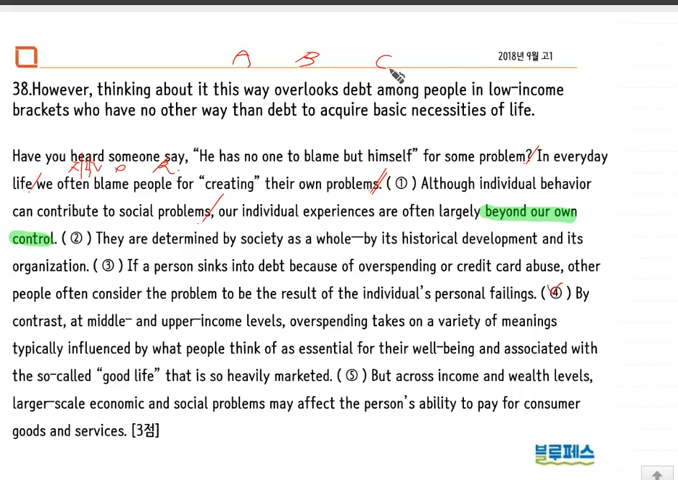 A B C
2018년 9월 고1
38.However, thinking about it this way overlooks debt among people in low-income
brackets who have no other way than debt to acquire basic necessities of life.
Have you heard someone say, “He has no one to blame but himself” for some problem? In everyday
life we often blame people for “creating” their own problems. ( ① ) Although individual behavior
can contribute to social problems, our individual experiences are often largely beyond our own
control. ( ② ) They are determined by society as a whole—by its historical development and its
organization. ( ③ ) If a person sinks into debt because of overspending or credit card abuse, other
people often consider the problem to be the result of the individual’s personal failings. ( ④ ) By
contrast, at middle- and upper-income levels, overspending takes on a variety of meanings
typically influenced by what people think of as essential for their well-being and associated with
the so-called “good life” that is so heavily marketed. ( ⑤ ) But across income and wealth levels,
larger-scale economic and social problems may affect the person’s ability to pay for consumer
goods and services. [3점]
블루페스